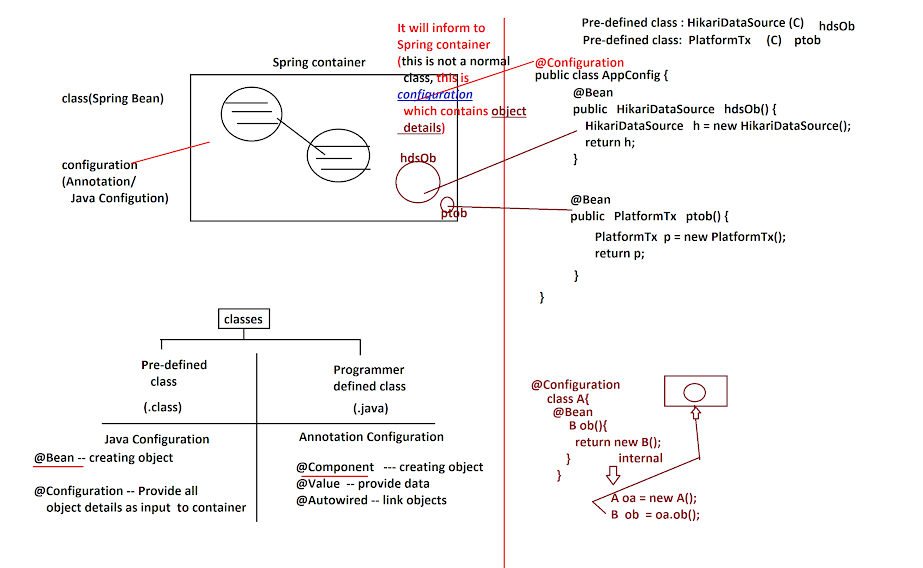 It will inform to
Spring container
(this is not a normal
class, this is
configuration
which contains object
details)
Spring container
class(Spring Bean)
configuration
(Annotation/
Java Configution)
hdsOb
ptob
Pre-defined class : HikariDataSource (C) hdsOb
Pre-defined class: PlatformTx (C) ptob
@Configuration
public class AppConfig {
@Bean
public HikariDataSource hdsOb() {
HikariDataSource h = new HikariDataSource();
return h;
}
@Bean
public PlatformTx ptob() {
PlatformTx p = new PlatformTx();
return p;
}
}
classes
Pre-defined
class
(.class)
Programmer
defined class
(.java)
Java Configuration
@Bean -- creating object
@Configuration -- Provide all
object details as input to container
Annotation Configuration
@Component --- creating object
@Value -- provide data
@Autowired -- link objects
@Configuration
class A{
@Bean
B ob(){
return new B();
}
}
internal
A oa = new A();
B ob = oa.ob();